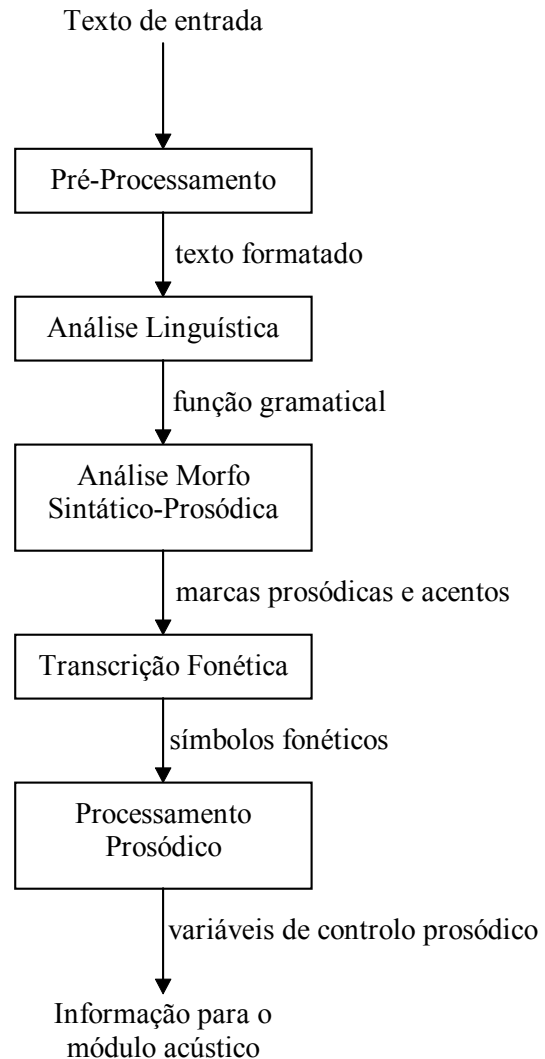 Texto de entrada
Pré-Processamento
texto formatado
Análise Linguística
função gramatical
Análise Morfo
Sintático-Prosódica
marcas prosódicas e acentos
Transcrição Fonética
símbolos fonéticos
Processamento
Prosódico
variáveis de controlo prosódico
Informação para o
módulo acústico